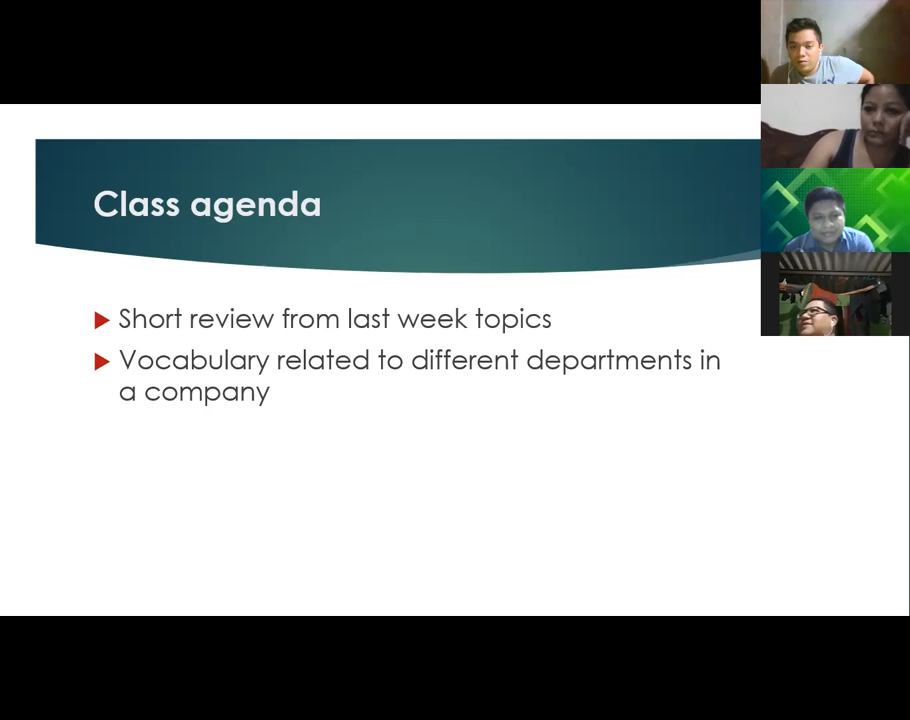 Class agenda
Short review from last week topics
Vocabulary related to different departments in
a company